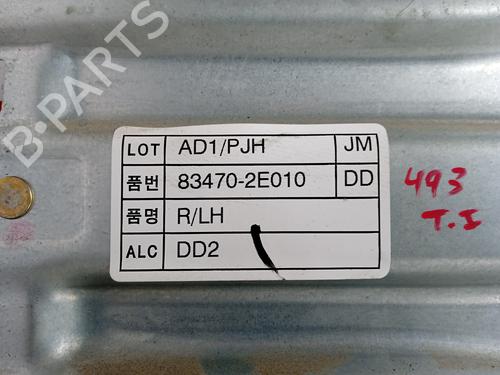 B-PARTS
LOT AD1/PJH JM
품번 83470-2E010 DD
품명 R/LH
ALC DD2
493
T.I